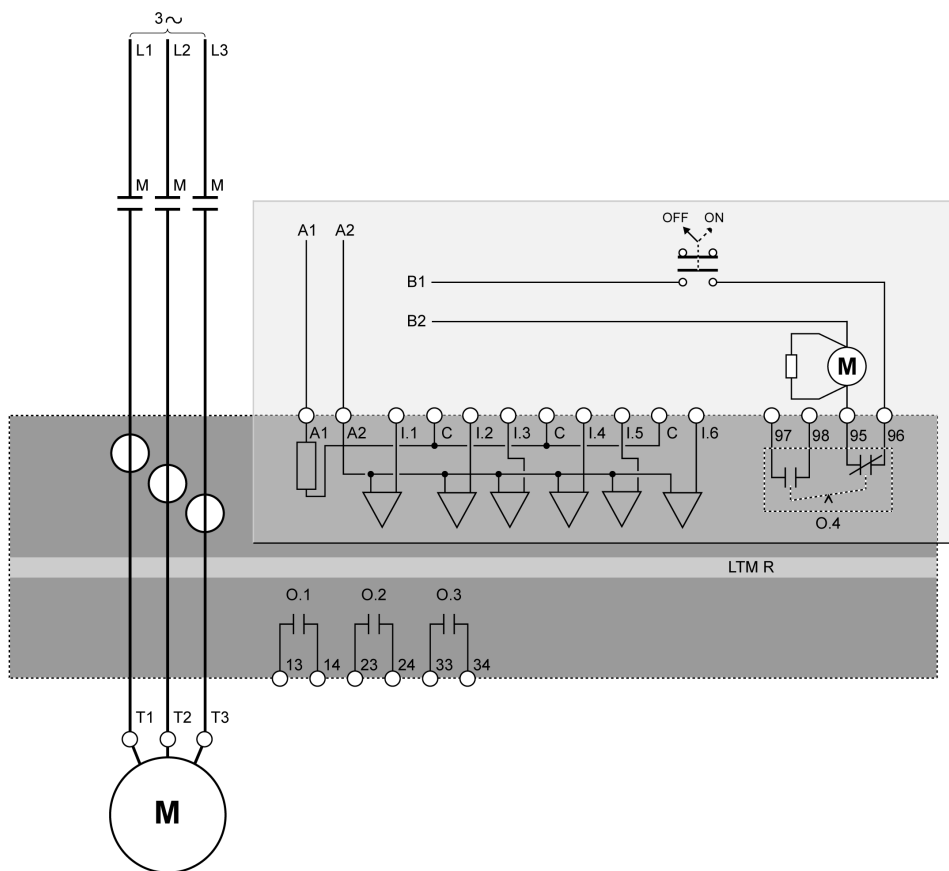 3∼
L1 L2 L3
M M M
OFF ON
A1 A2
B1
B2
M
A1 A2 I.1 C I.2 I.3 C I.4 I.5 C I.6 97 98 95 96
O.4
LTM R
O.1 O.2 O.3
13 14 23 24 33 34
T1 T2 T3
M